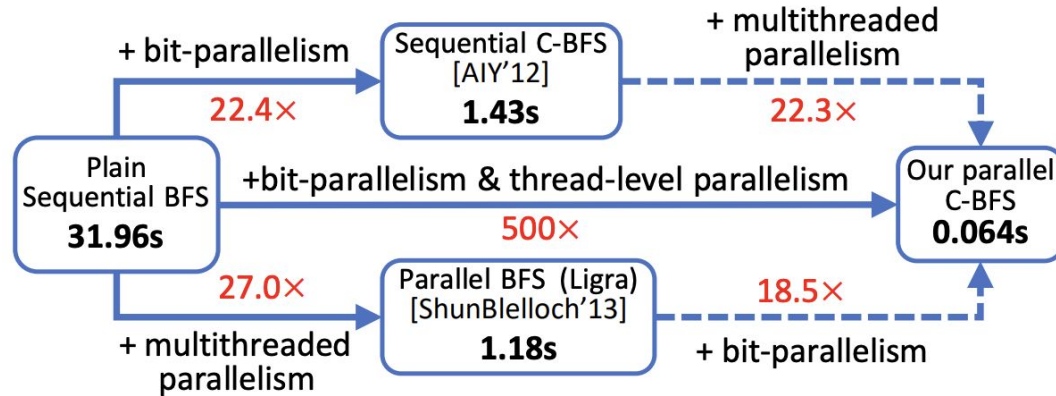 + bit-parallelism
22.4×
Sequential C-BFS
[AIY'12]
1.43s
+ multithreaded
parallelism
22.3×
Plain
Sequential BFS
31.96s
+bit-parallelism & thread-level parallelism
500×
Our parallel
C-BFS
0.064s
27.0×
+ multithreaded
parallelism
Parallel BFS (Ligra)
[ShunBlelloch'13]
1.18s
18.5×
+ bit-parallelism